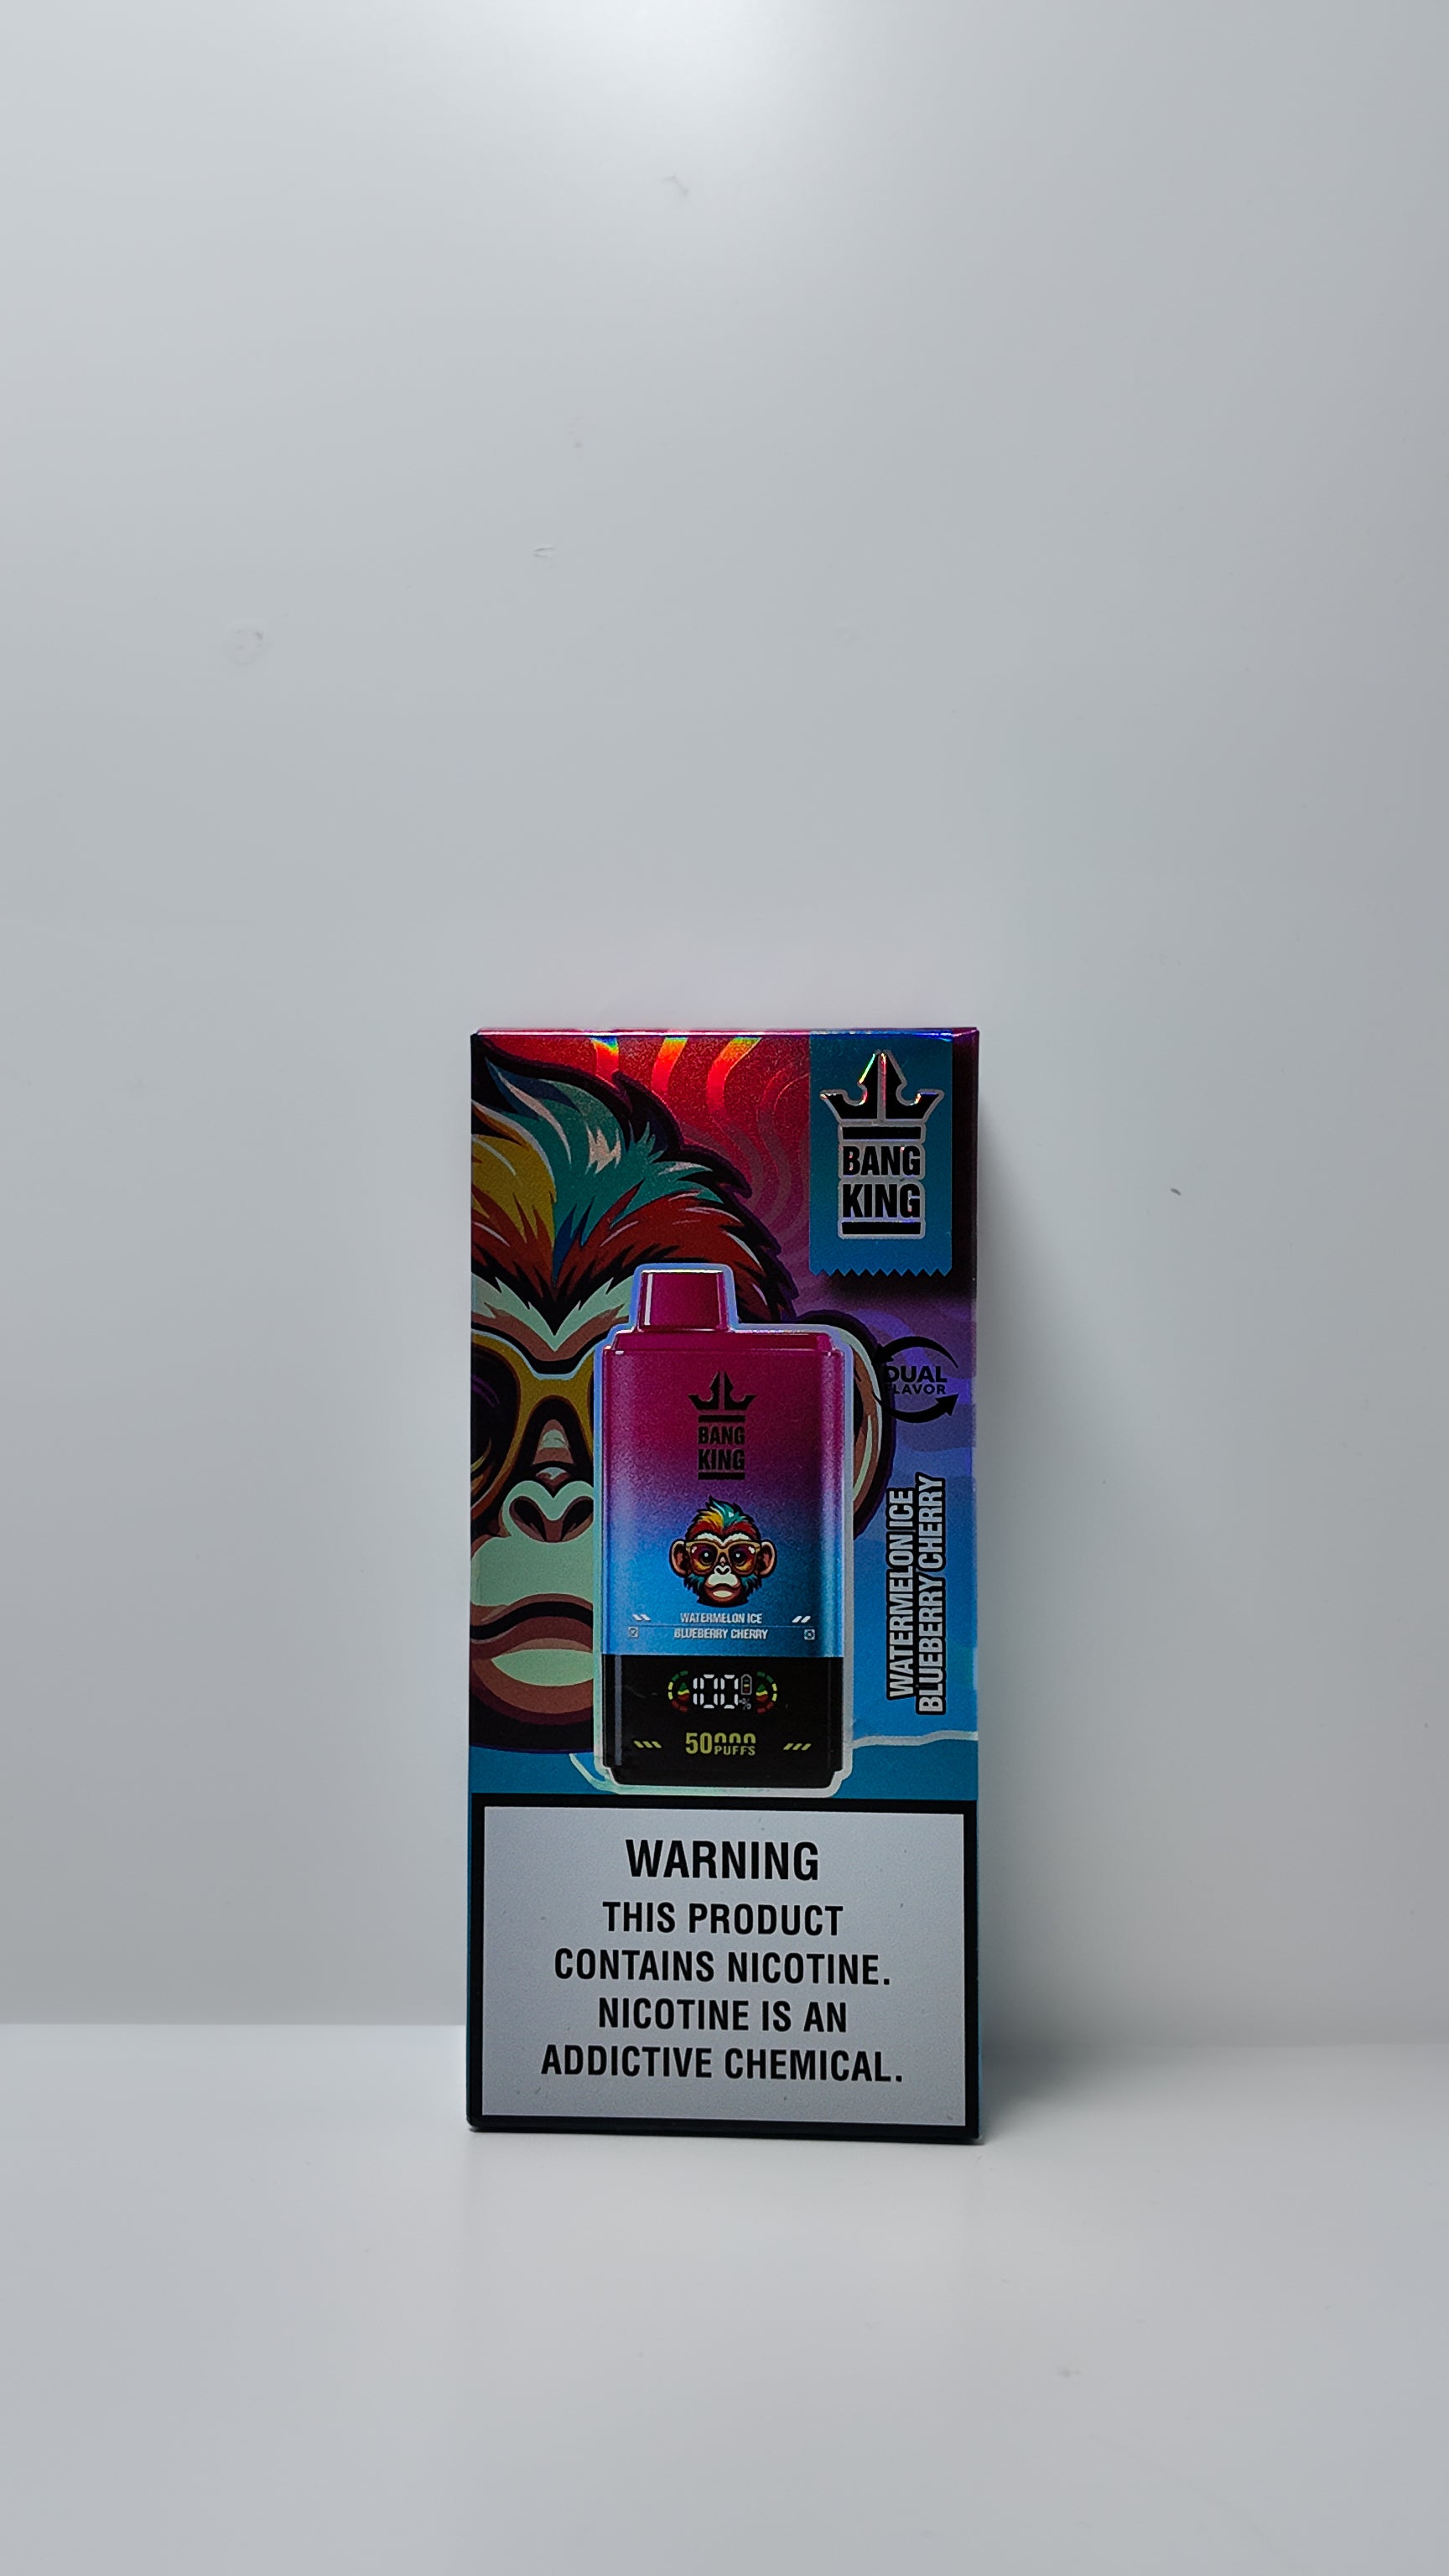 BANG
KING
DUAL
FLAVOR
WATERMELON ICE
BLUEBERRY CHERRY
BANG
KING
WATERMELON ICE
BLUEBERRY CHERRY
100%
50000
PUFFS
WARNING
THIS PRODUCT
CONTAINS NICOTINE.
NICOTINE IS AN
ADDICTIVE CHEMICAL.